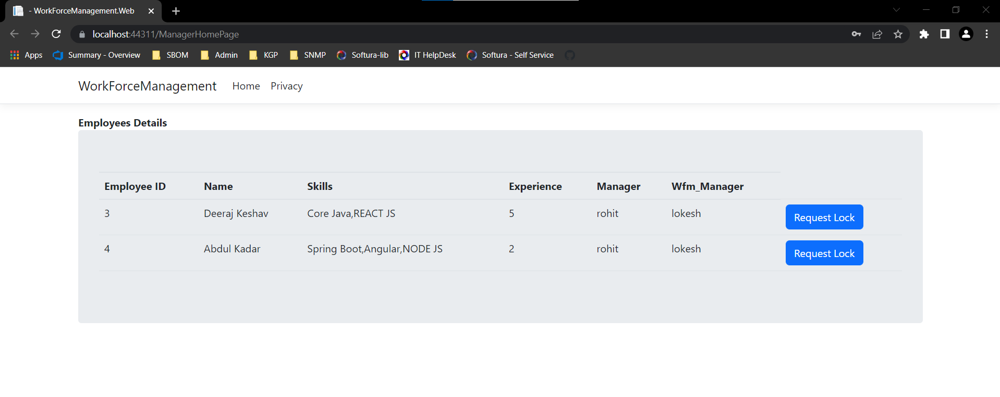 - WorkForceManagement.Web
localhost:44311/ManagerHomePage
Apps Summary - Overview SBOM Admin KGP SNMP Softura-lib IT HelpDesk Softura - Self Service
WorkForceManagement Home Privacy
Employees Details
Employee ID Name Skills Experience Manager Wfm_Manager
3 Deeraj Keshav Core Java,REACT JS 5 rohit lokesh Request Lock
4 Abdul Kadar Spring Boot,Angular,NODE JS 2 rohit lokesh Request Lock